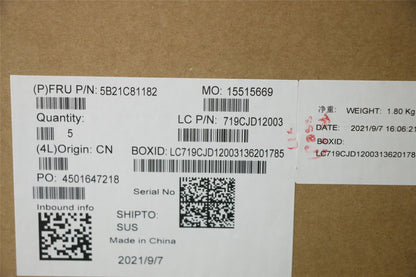 (P)FRU P/N: 5B21C81182
MO: 15515669
Quantity:
5
LC P/N: 719CJD12003
(4L)Origin: CN
BOXID: LC719CJD12003136201785
PO: 4501647218
Serial No
Inbound info
SHIPTO:
SUS
Made in China
2021/9/7
净重: WEIGHT: 1.80 Kg
DATE: 2021/9/7 16:06:21
BOXID:
LC719CJD12003136201785